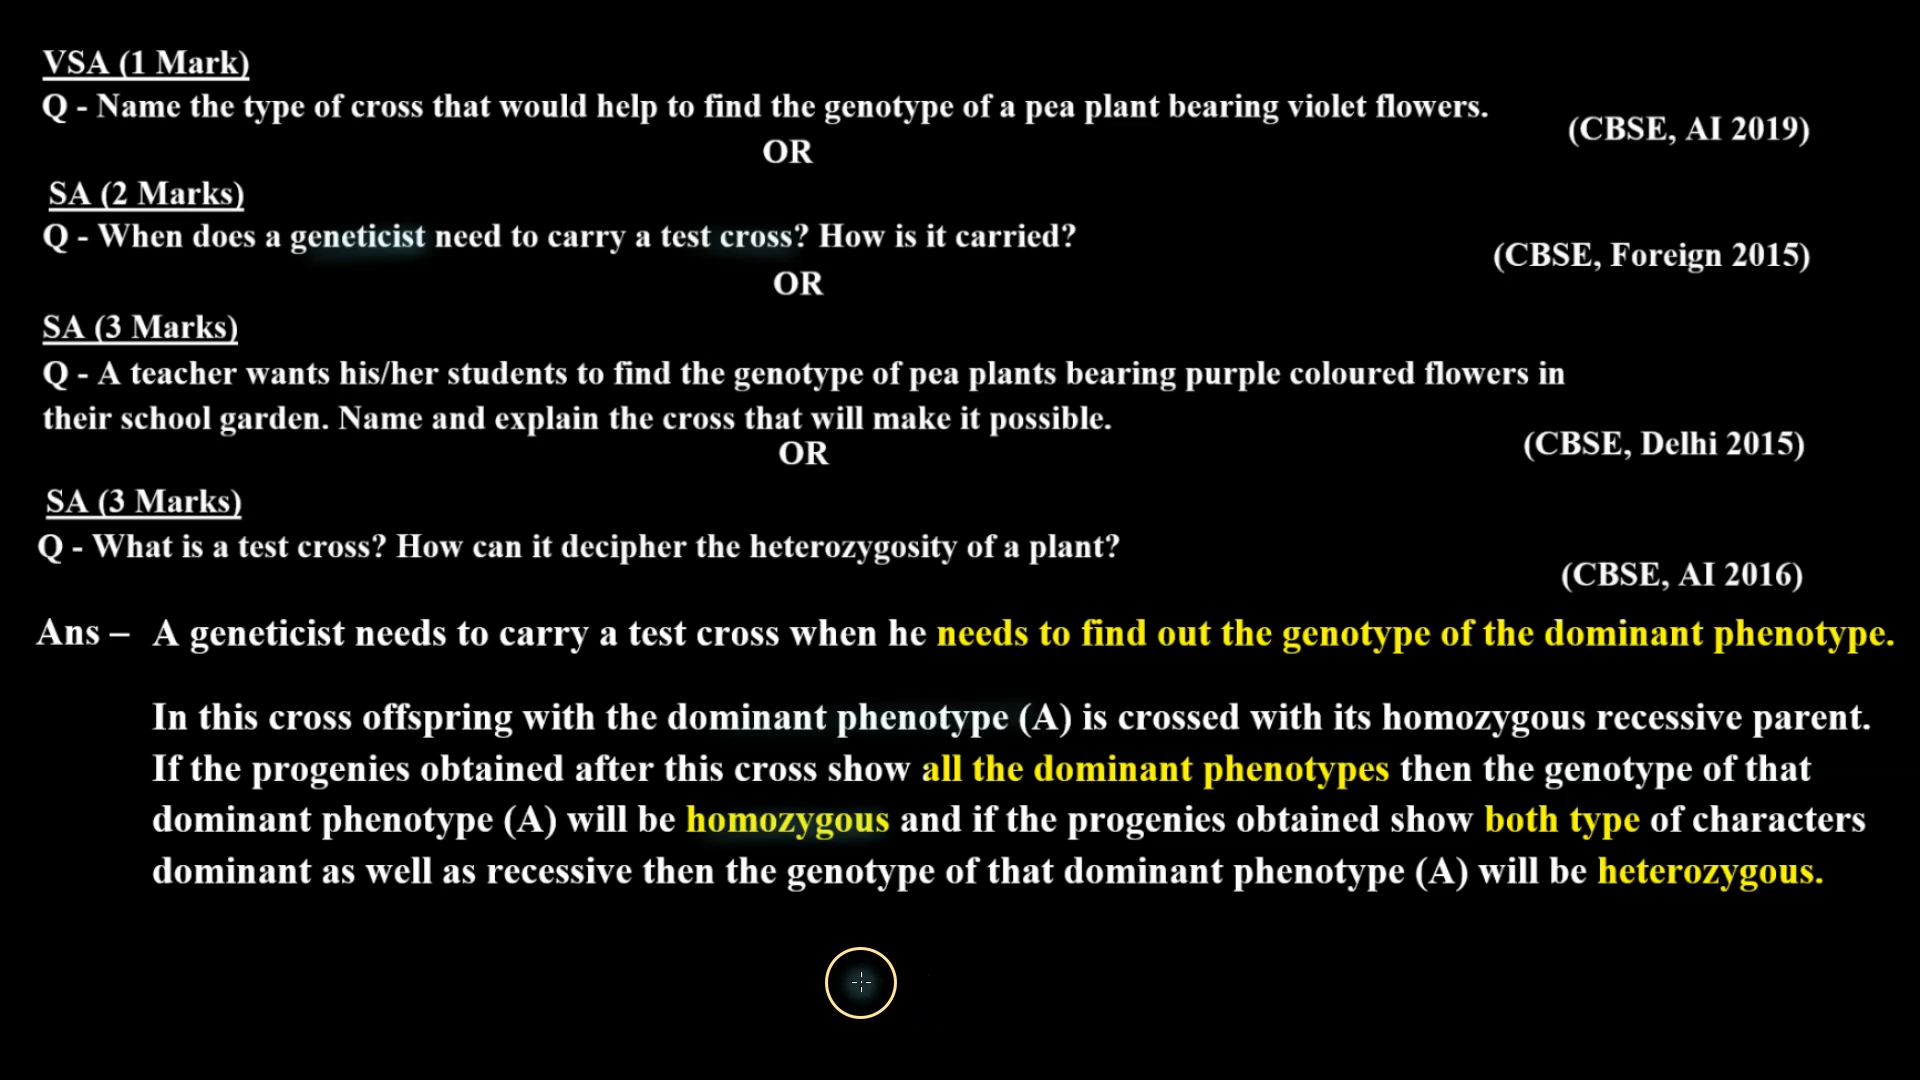 VSA (1 Mark)
Q - Name the type of cross that would help to find the genotype of a pea plant bearing violet flowers.
(CBSE, AI 2019)
OR
SA (2 Marks)
Q - When does a geneticist need to carry a test cross? How is it carried?
(CBSE, Foreign 2015)
OR
SA (3 Marks)
Q - A teacher wants his/her students to find the genotype of pea plants bearing purple coloured flowers in
their school garden. Name and explain the cross that will make it possible.
(CBSE, Delhi 2015)
OR
SA (3 Marks)
Q - What is a test cross? How can it decipher the heterozygosity of a plant?
(CBSE, AI 2016)
Ans – A geneticist needs to carry a test cross when he needs to find out the genotype of the dominant phenotype.
In this cross offspring with the dominant phenotype (A) is crossed with its homozygous recessive parent.
If the progenies obtained after this cross show all the dominant phenotypes then the genotype of that
dominant phenotype (A) will be homozygous and if the progenies obtained show both type of characters
dominant as well as recessive then the genotype of that dominant phenotype (A) will be heterozygous.